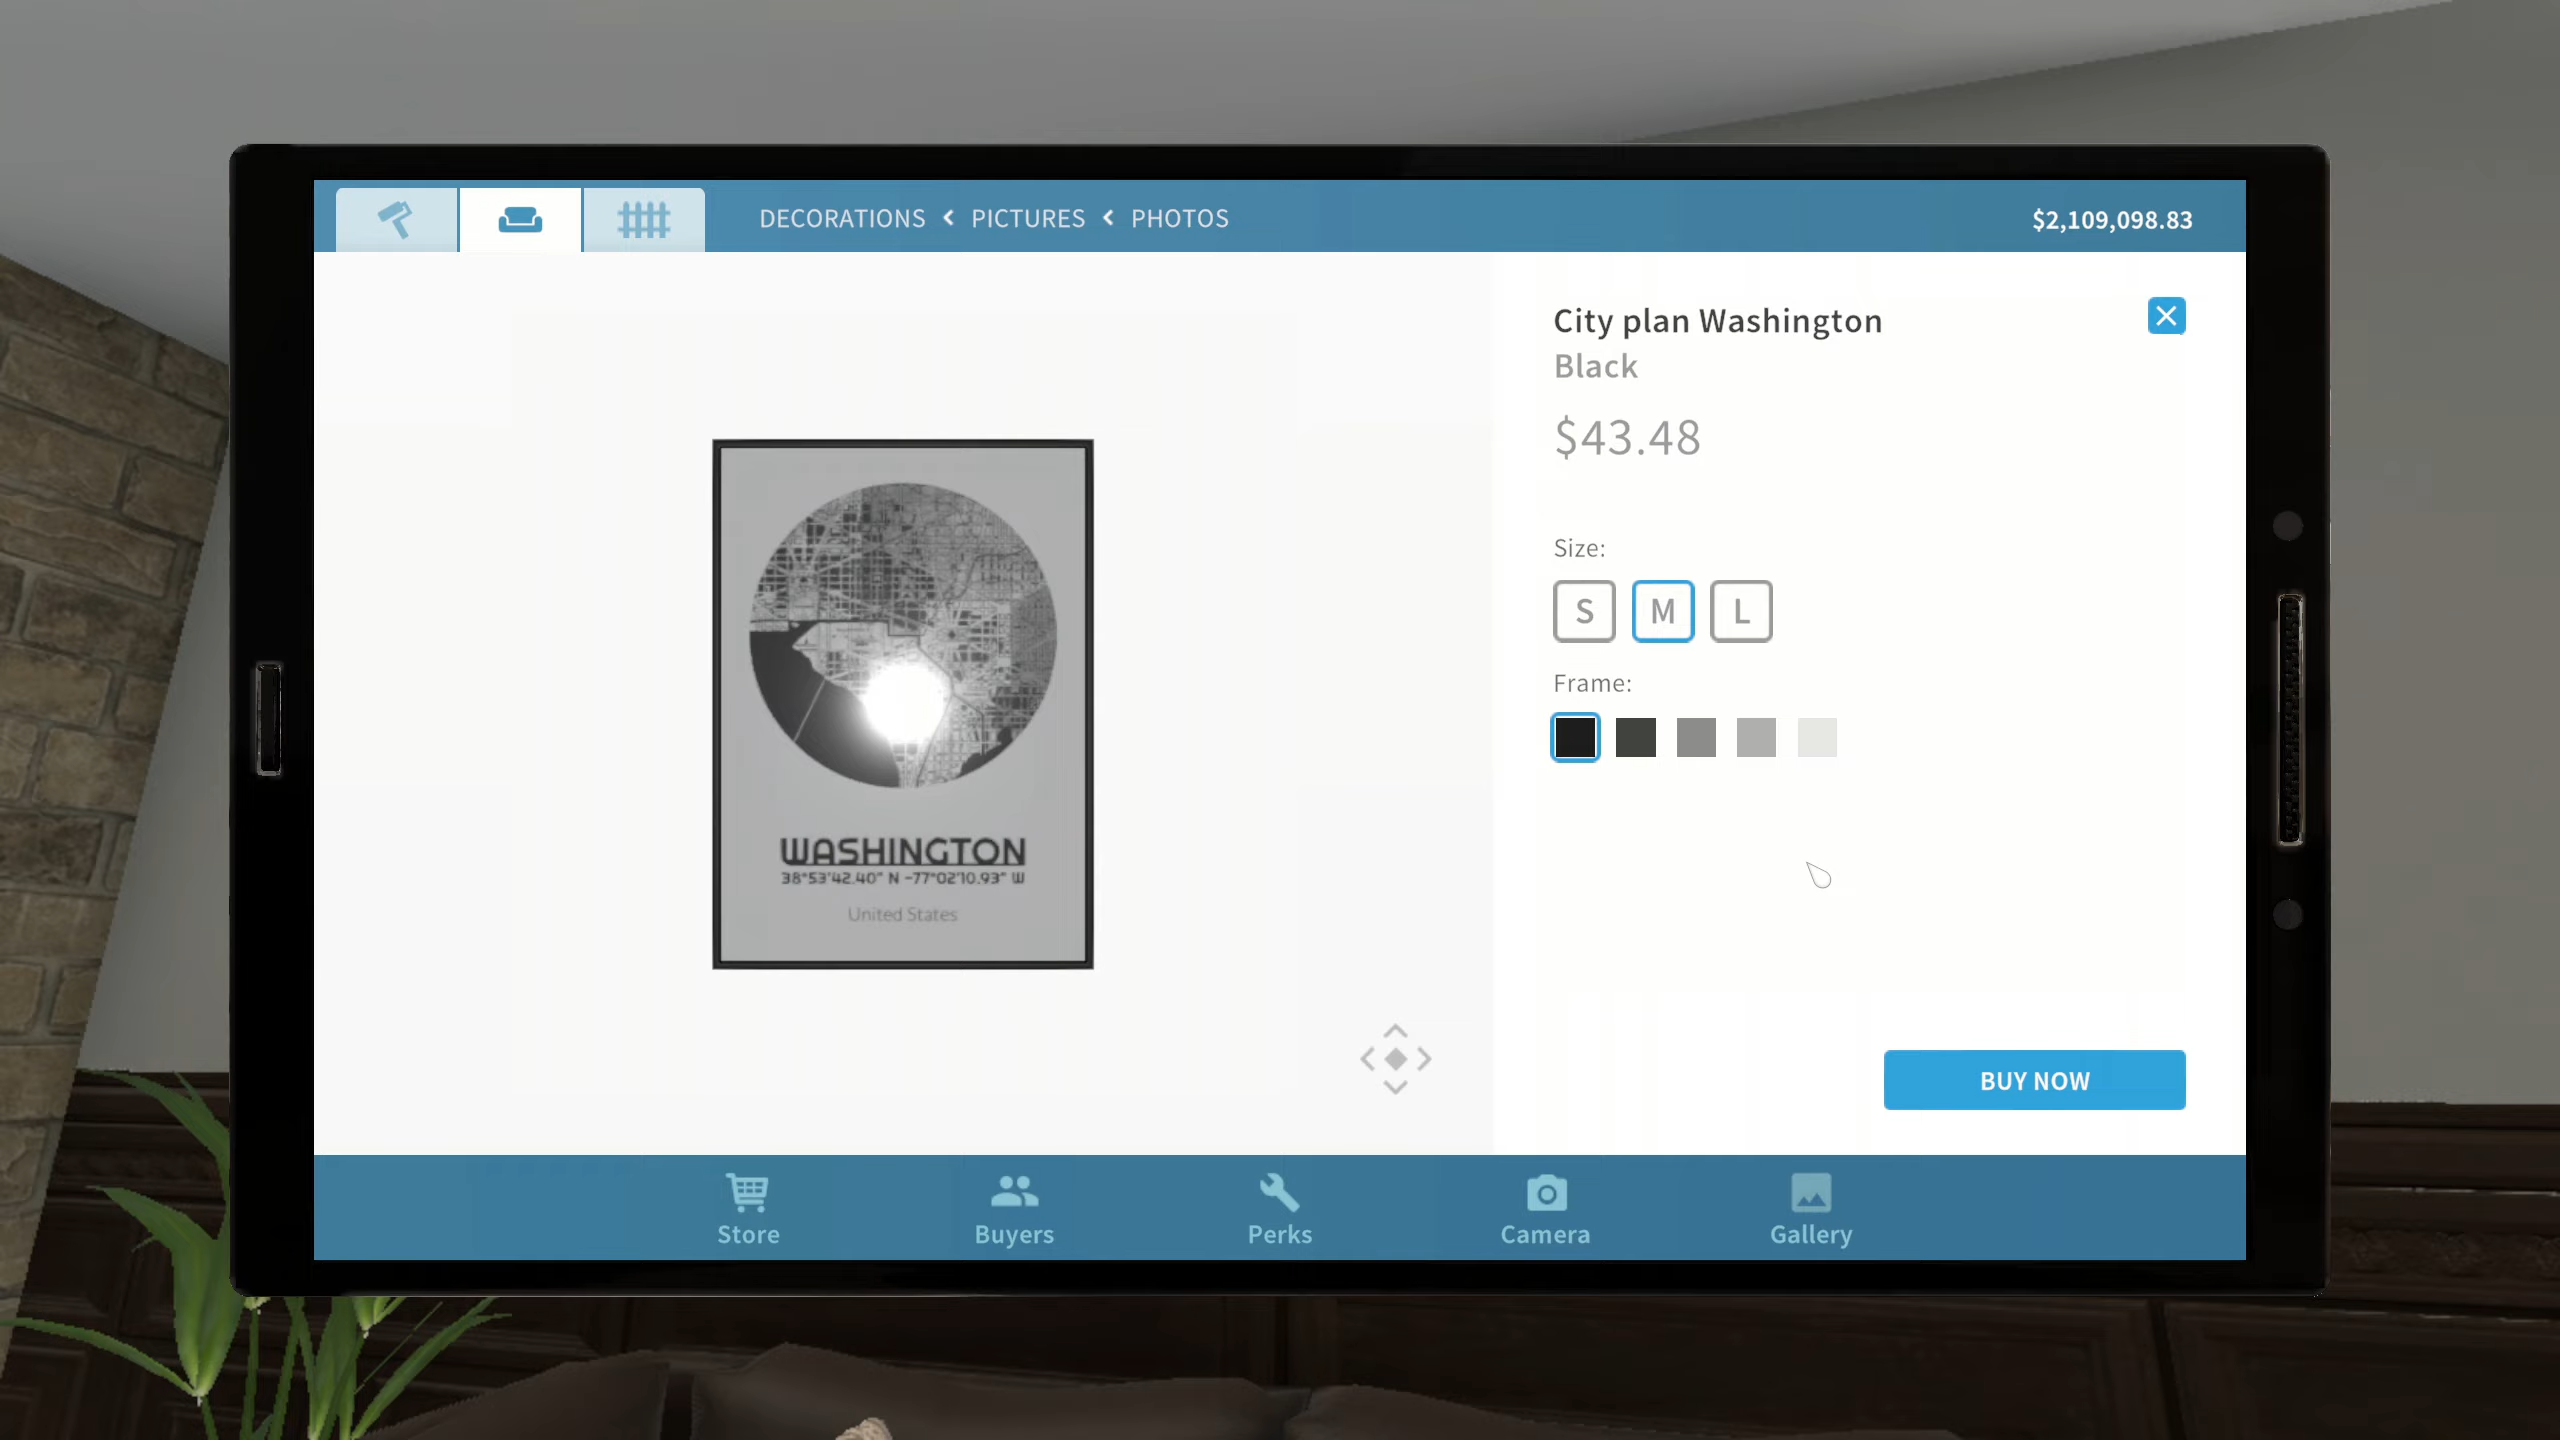 DECORATIONS < PICTURES < PHOTOS
$2,109,098.83
City plan Washington
Black
$43.48
Size:
S M L
Frame:
WASHINGTON
38°53'42.40" N -77°02'10.93" W
United States
BUY NOW
Store Buyers Perks Camera Gallery